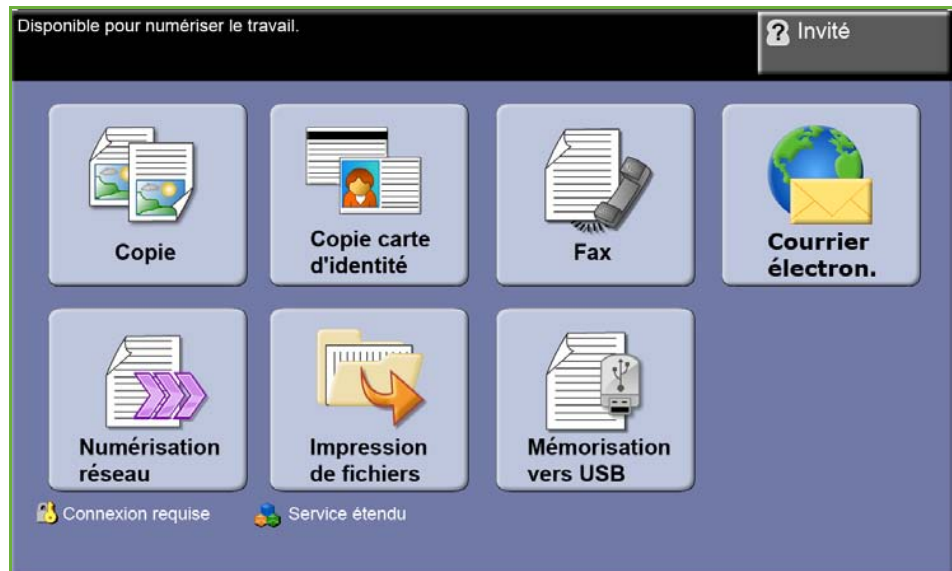 Disponible pour numériser le travail.
Invité
Copie
Copie carte
d'identité
Fax
Courrier
électron.
Numérisation
réseau
Impression
de fichiers
Mémorisation
vers USB
Connexion requise
Service étendu